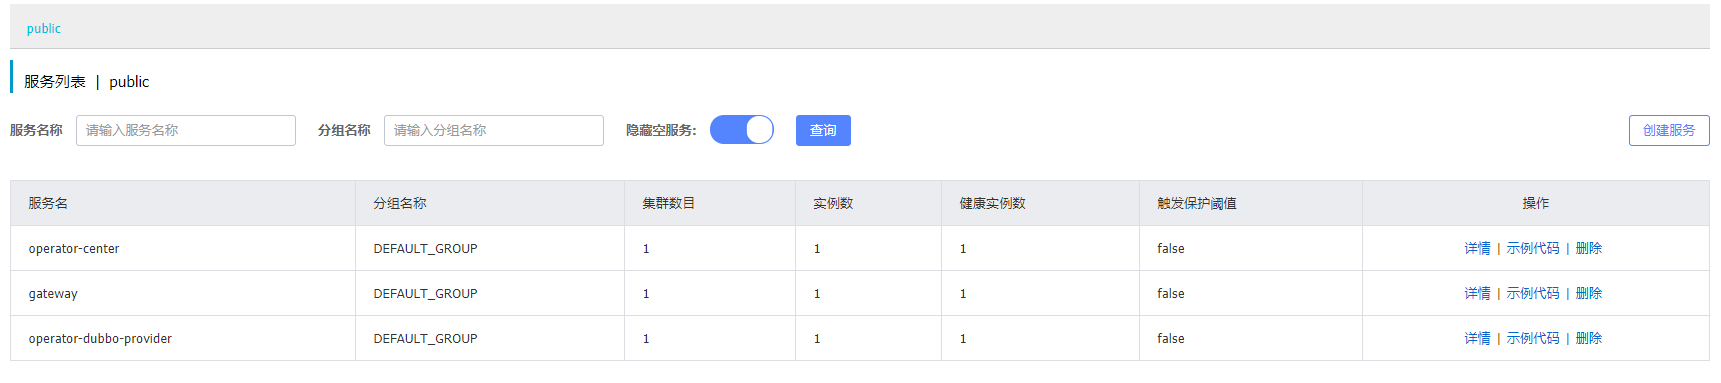 public
服务列表 | public
服务名称 请输入服务名称 分组名称 请输入分组名称 隐藏空服务: 查询 创建服务
服务名 分组名称 集群数目 实例数 健康实例数 触发保护阈值 操作
operator-center DEFAULT_GROUP 1 1 1 false 详情 | 示例代码 | 删除
gateway DEFAULT_GROUP 1 1 1 false 详情 | 示例代码 | 删除
operator-dubbo-provider DEFAULT_GROUP 1 1 1 false 详情 | 示例代码 | 删除